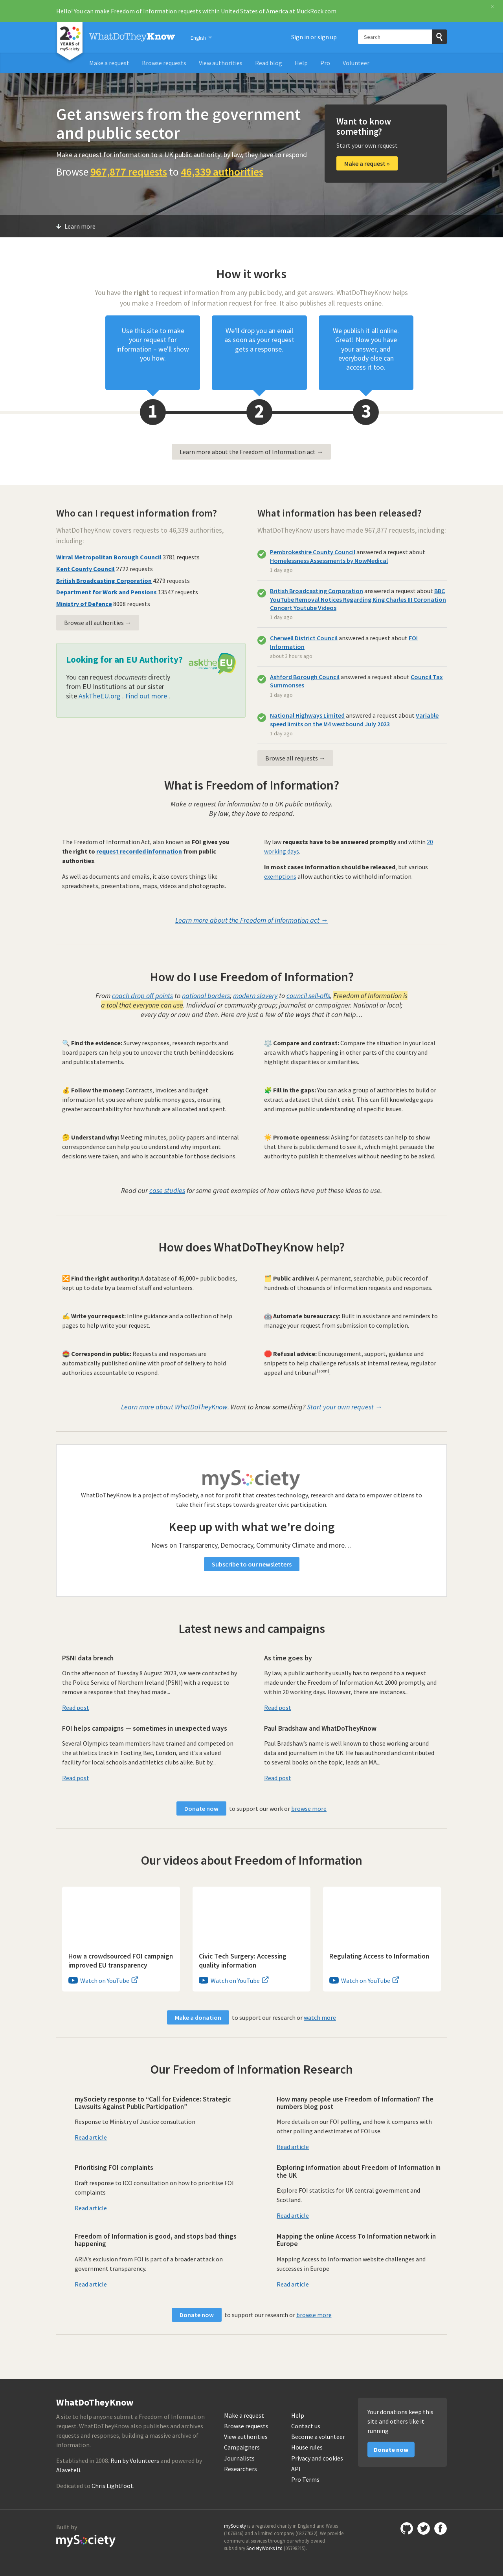 Hello! You can make Freedom of Information requests within United States of America at MuckRock.com
20 YEARS of mySociety
WhatDoTheyKnow
English
Sign in or sign up
Search
Make a request
Browse requests
View authorities
Read blog
Help
Pro
Volunteer
Get answers from the government
and public sector
Make a request for information to a UK public authority: by law, they have to respond
Browse 967,877 requests to 46,339 authorities
Want to know
something?
Start your own request
Make a request »
Learn more
How it works
You have the right to request information from any public body, and get answers. WhatDoTheyKnow helps
you make a Freedom of Information request for free. It also publishes all requests online.
Use this site to make
your request for
information – we'll show
you how.
We'll drop you an email
as soon as your request
gets a response.
We publish it all online.
Great! Now you have
your answer, and
everybody else can
access it too.
1
2
3
Learn more about the Freedom of Information act →
Who can I request information from?
WhatDoTheyKnow covers requests to 46,339 authorities,
including:
Wirral Metropolitan Borough Council 3781 requests
Kent County Council 2722 requests
British Broadcasting Corporation 4279 requests
Department for Work and Pensions 13547 requests
Ministry of Defence 8008 requests
Browse all authorities →
Looking for an EU Authority?
asktheEU
You can request documents directly
from EU Institutions at our sister
site AskTheEU.org . Find out more .
What information has been released?
WhatDoTheyKnow users have made 967,877 requests, including:
Pembrokeshire County Council answered a request about
Homelessness Assessments by NowMedical
1 day ago
British Broadcasting Corporation answered a request about BBC
YouTube Removal Notices Regarding King Charles III Coronation
Concert Youtube Videos
1 day ago
Cherwell District Council answered a request about FOI
Information
about 3 hours ago
Ashford Borough Council answered a request about Council Tax
Summonses
1 day ago
National Highways Limited answered a request about Variable
speed limits on the M4 westbound July 2023
1 day ago
Browse all requests →
What is Freedom of Information?
Make a request for information to a UK public authority.
By law, they have to respond.
The Freedom of Information Act, also known as FOI gives you
the right to request recorded information from public
authorities.
As well as documents and emails, it also covers things like
spreadsheets, presentations, maps, videos and photographs.
By law requests have to be answered promptly and within 20
working days.
In most cases information should be released, but various
exemptions allow authorities to withhold information.
Learn more about the Freedom of Information act →
How do I use Freedom of Information?
From coach drop off points to national borders; modern slavery to council sell-offs, Freedom of Information is
a tool that everyone can use. Individual or community group; journalist or campaigner. National or local;
every day or now and then. Here are just a few of the ways that it can help…
🔍 Find the evidence: Survey responses, research reports and
board papers can help you to uncover the truth behind decisions
and public statements.
⚖️ Compare and contrast: Compare the situation in your local
area with what's happening in other parts of the country and
highlight disparities or similarities.
💰 Follow the money: Contracts, invoices and budget
information let you see where public money goes, ensuring
greater accountability for how funds are allocated and spent.
🧩 Fill in the gaps: You can ask a group of authorities to build or
extract a dataset that didn't exist. This can fill knowledge gaps
and improve public understanding of specific issues.
🤔 Understand why: Meeting minutes, policy papers and internal
correspondence can help you to understand why important
decisions were taken, and who is accountable for those decisions.
☀️ Promote openness: Asking for datasets can help to show
that there is public demand to see it, which might persuade the
authority to publish it themselves without needing to be asked.
Read our case studies for some great examples of how others have put these ideas to use.
How does WhatDoTheyKnow help?
🔀 Find the right authority: A database of 46,000+ public bodies,
kept up to date by a team of staff and volunteers.
🗂️ Public archive: A permanent, searchable, public record of
hundreds of thousands of information requests and responses.
✍️ Write your request: Inline guidance and a collection of help
pages to help write your request.
🤖 Automate bureaucracy: Built in assistance and reminders to
manage your request from submission to completion.
📮 Correspond in public: Requests and responses are
automatically published online with proof of delivery to hold
authorities accountable to respond.
🛑 Refusal advice: Encouragement, support, guidance and
snippets to help challenge refusals at internal review, regulator
appeal and tribunal(soon).
Learn more about WhatDoTheyKnow. Want to know something? Start your own request →
mySociety
WhatDoTheyKnow is a project of mySociety, a not for profit that creates technology, research and data to empower citizens to
take their first steps towards greater civic participation.
Keep up with what we're doing
News on Transparency, Democracy, Community Climate and more…
Subscribe to our newsletters
Latest news and campaigns
PSNI data breach
On the afternoon of Tuesday 8 August 2023, we were contacted by
the Police Service of Northern Ireland (PSNI) with a request to
remove a response that they had made...
Read post
As time goes by
By law, a public authority usually has to respond to a request
made under the Freedom of Information Act 2000 promptly, and
within 20 working days. However, there are instances...
Read post
FOI helps campaigns — sometimes in unexpected ways
Several Olympics team members have trained and competed on
the athletics track in Tooting Bec, London, and it's a valued
facility for local schools and athletics clubs alike. But by...
Read post
Paul Bradshaw and WhatDoTheyKnow
Paul Bradshaw's name is well known to those working around
data and journalism in the UK. He has authored and contributed
to several books on the topic, leads an MA...
Read post
Donate now to support our work or browse more
Our videos about Freedom of Information
How a crowdsourced FOI campaign
improved EU transparency
Watch on YouTube
Civic Tech Surgery: Accessing
quality information
Watch on YouTube
Regulating Access to Information
Watch on YouTube
Make a donation to support our research or watch more
Our Freedom of Information Research
mySociety response to “Call for Evidence: Strategic
Lawsuits Against Public Participation”
Response to Ministry of Justice consultation
Read article
How many people use Freedom of Information? The
numbers blog post
More details on our FOI polling, and how it compares with
other polling and estimates of FOI use.
Read article
Prioritising FOI complaints
Draft response to ICO consultation on how to prioritise FOI
complaints
Read article
Exploring information about Freedom of Information in
the UK
Explore FOI statistics for UK central government and
Scotland.
Read article
Freedom of Information is good, and stops bad things
happening
ARIA's exclusion from FOI is part of a broader attack on
government transparency.
Read article
Mapping the online Access To Information network in
Europe
Mapping Access to Information website challenges and
successes in Europe
Read article
Donate now to support our research or browse more
WhatDoTheyKnow
A site to help anyone submit a Freedom of Information
request. WhatDoTheyKnow also publishes and archives
requests and responses, building a massive archive of
information.
Established in 2008. Run by Volunteers and powered by
Alaveteli.
Dedicated to Chris Lightfoot.
Make a request
Browse requests
View authorities
Campaigners
Journalists
Researchers
Help
Contact us
Become a volunteer
House rules
Privacy and cookies
API
Pro Terms
Your donations keep this
site and others like it
running
Donate now
Built by
mySociety
mySociety is a registered charity in England and Wales
(1076346) and a limited company (03277032). We provide
commercial services through our wholly owned
subsidiary SocietyWorks Ltd (05798215).